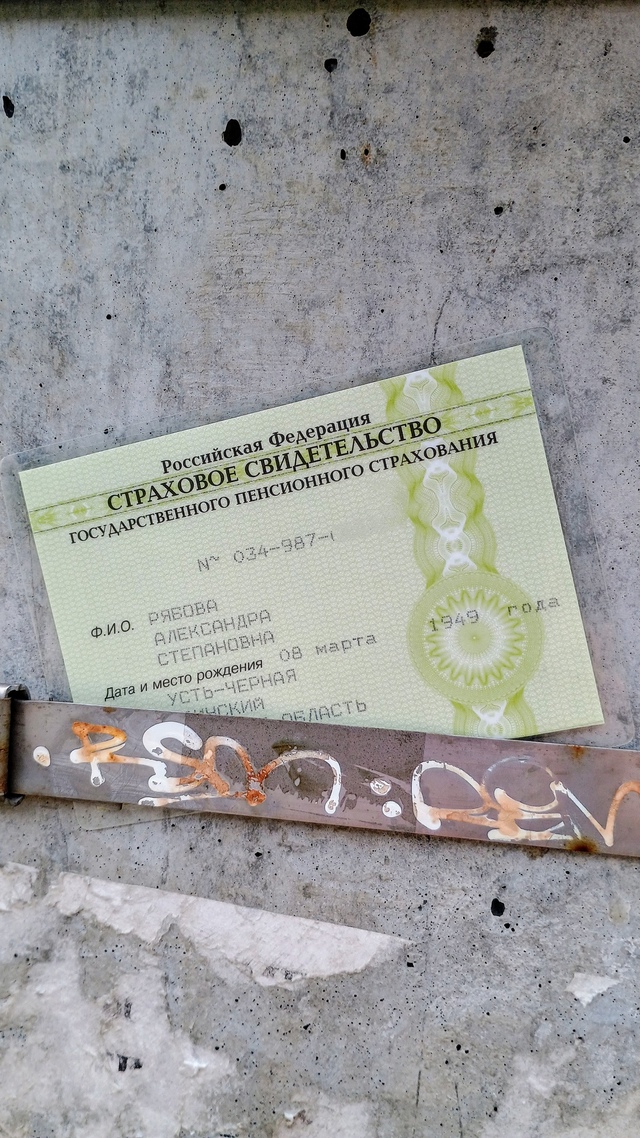 Российская Федерация
СТРАХОВОЕ СВИДЕТЕЛЬСТВО
ГОСУДАРСТВЕННОГО ПЕНСИОННОГО СТРАХОВАНИЯ
N~ 034-987-
Ф.И.О. РЯБОВА
АЛЕКСАНДРА
СТЕПАНОВНА
Дата и место рождения 08 марта 1949 года
УСТЬ-ЧЕРНАЯ
ОБЛАСТЬ